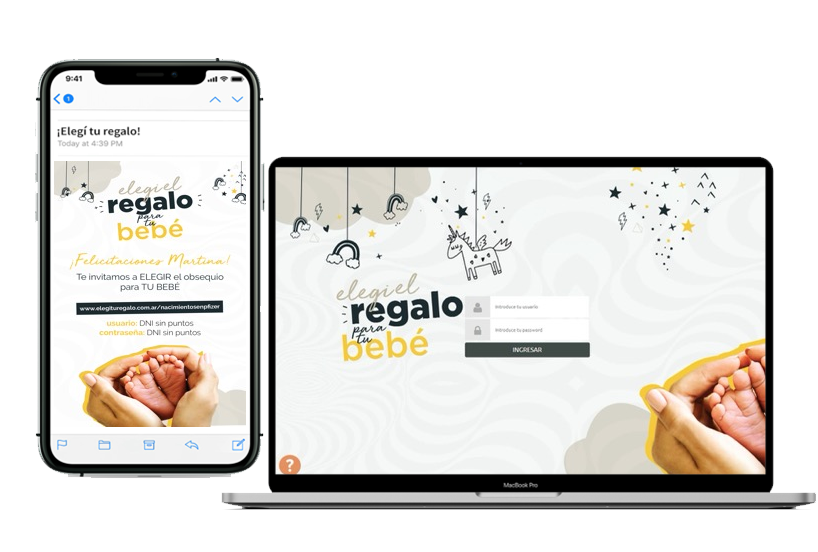 9:41
1
¡Elegí tu regalo!
Today at 4:39 PM
elegí el
regalo
para
tu
bebé
¡Felicitaciones Martina!
Te invitamos a ELEGIR el obsequio
para TU BEBÉ
www.elegituregalo.com.ar/nacimientosenpfizer
usuario: DNI sin puntos
contraseña: DNI sin puntos
elegí el
regalo
para
tu
bebé
Introduce tu usuario
Introduce tu password
INGRESAR
?
MacBook Pro